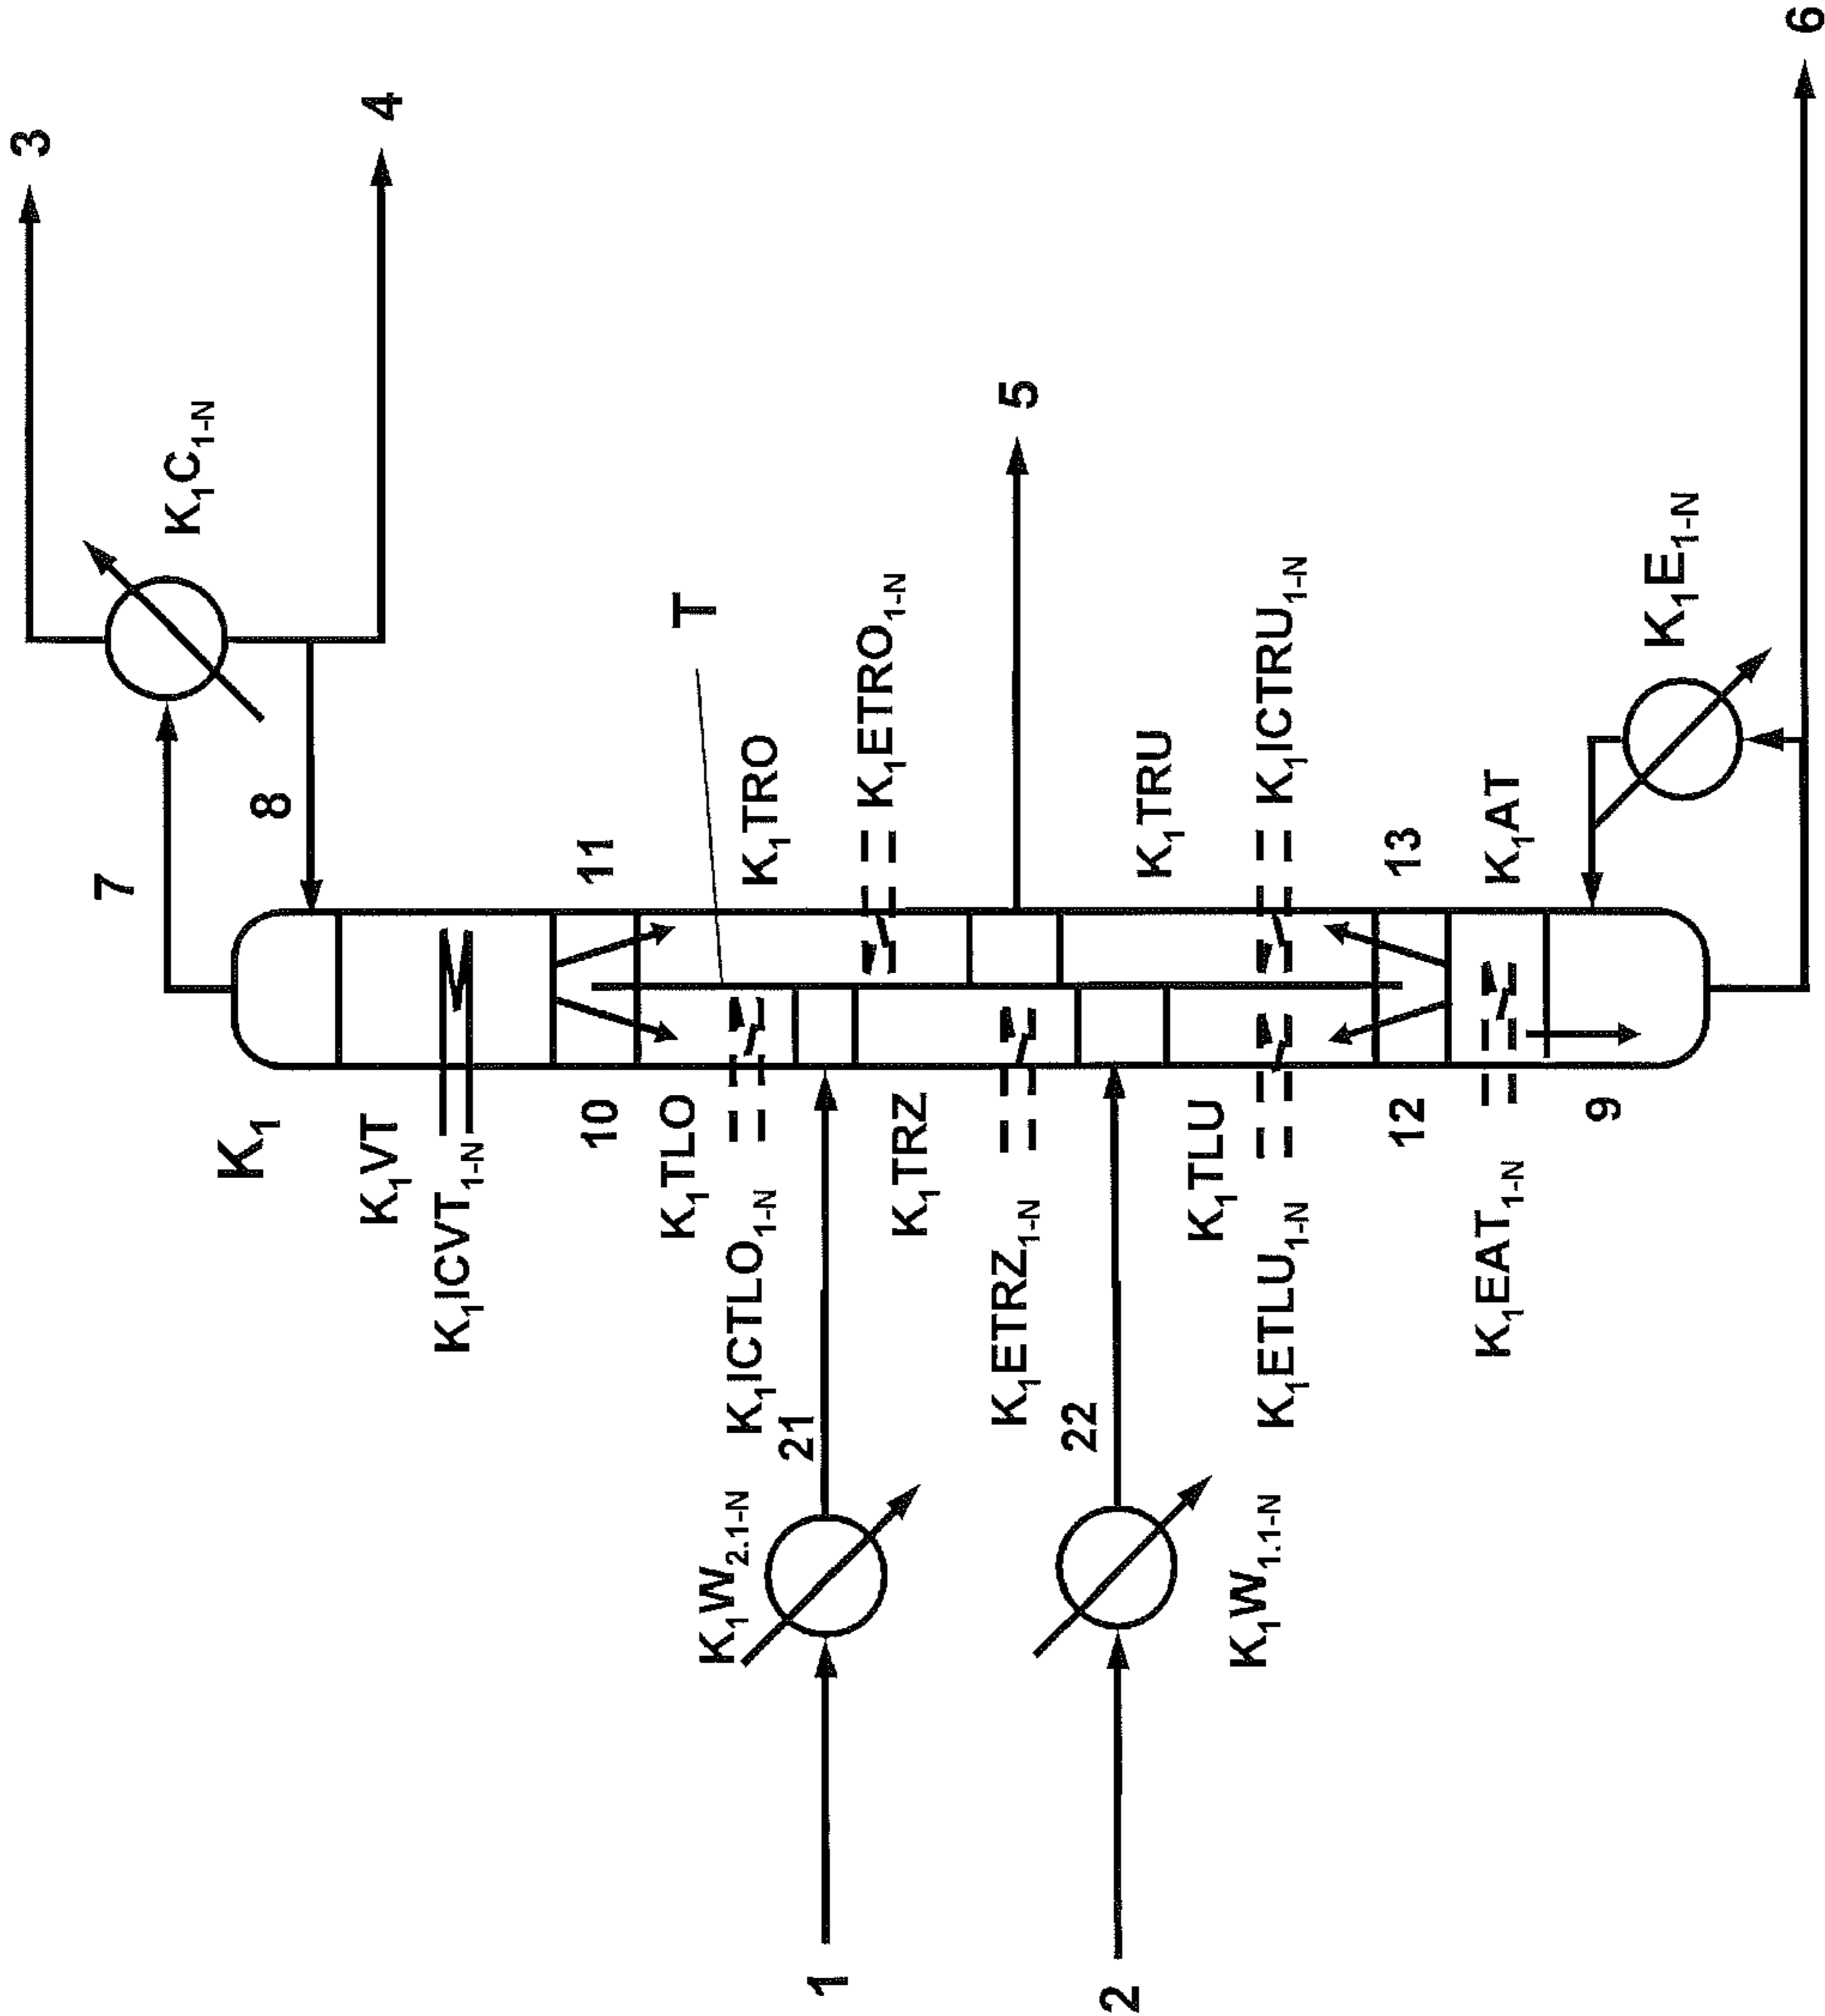 3
4
K₁C₁₋N
7
8
K₁
K₁VT
K₁ICVT₁₋N
10
11
T
K₁TLO
K₁TRO
K₁ICTLO₁₋N
K₁ETRO₁₋N
K₁W₂.₁₋N
21
1
K₁TRZ
5
K₁ETRZ₁₋N
22
2
K₁W₁.₁₋N
K₁TLU
K₁TRU
K₁ETLU₁₋N
K₁ICTRU₁₋N
12
13
K₁EAT₁₋N
K₁AT
9
K₁E₁₋N
6